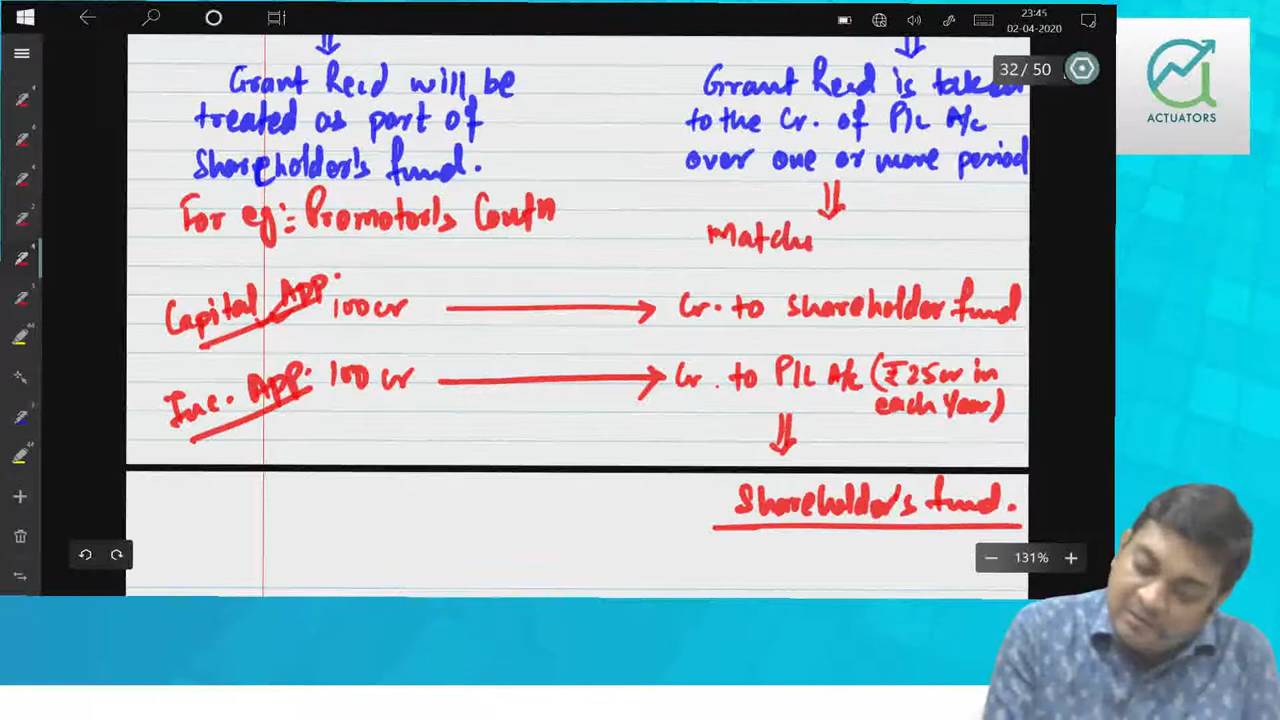 23:45
02-04-2020
32 / 50
ACTUATORS
Grant Recd will be
treated as part of
Shareholder's fund.
For eg:- Promotor's Contn
Grant Recd is taken
to the Cr. of P/L A/c
over one or more period
Matche
Capital App. 100 cr
Cr. to shareholder fund
Inc. App. 100 cr
Cr. to P/L A/c (₹25cr in
each Year)
Shareholder's fund.
131%